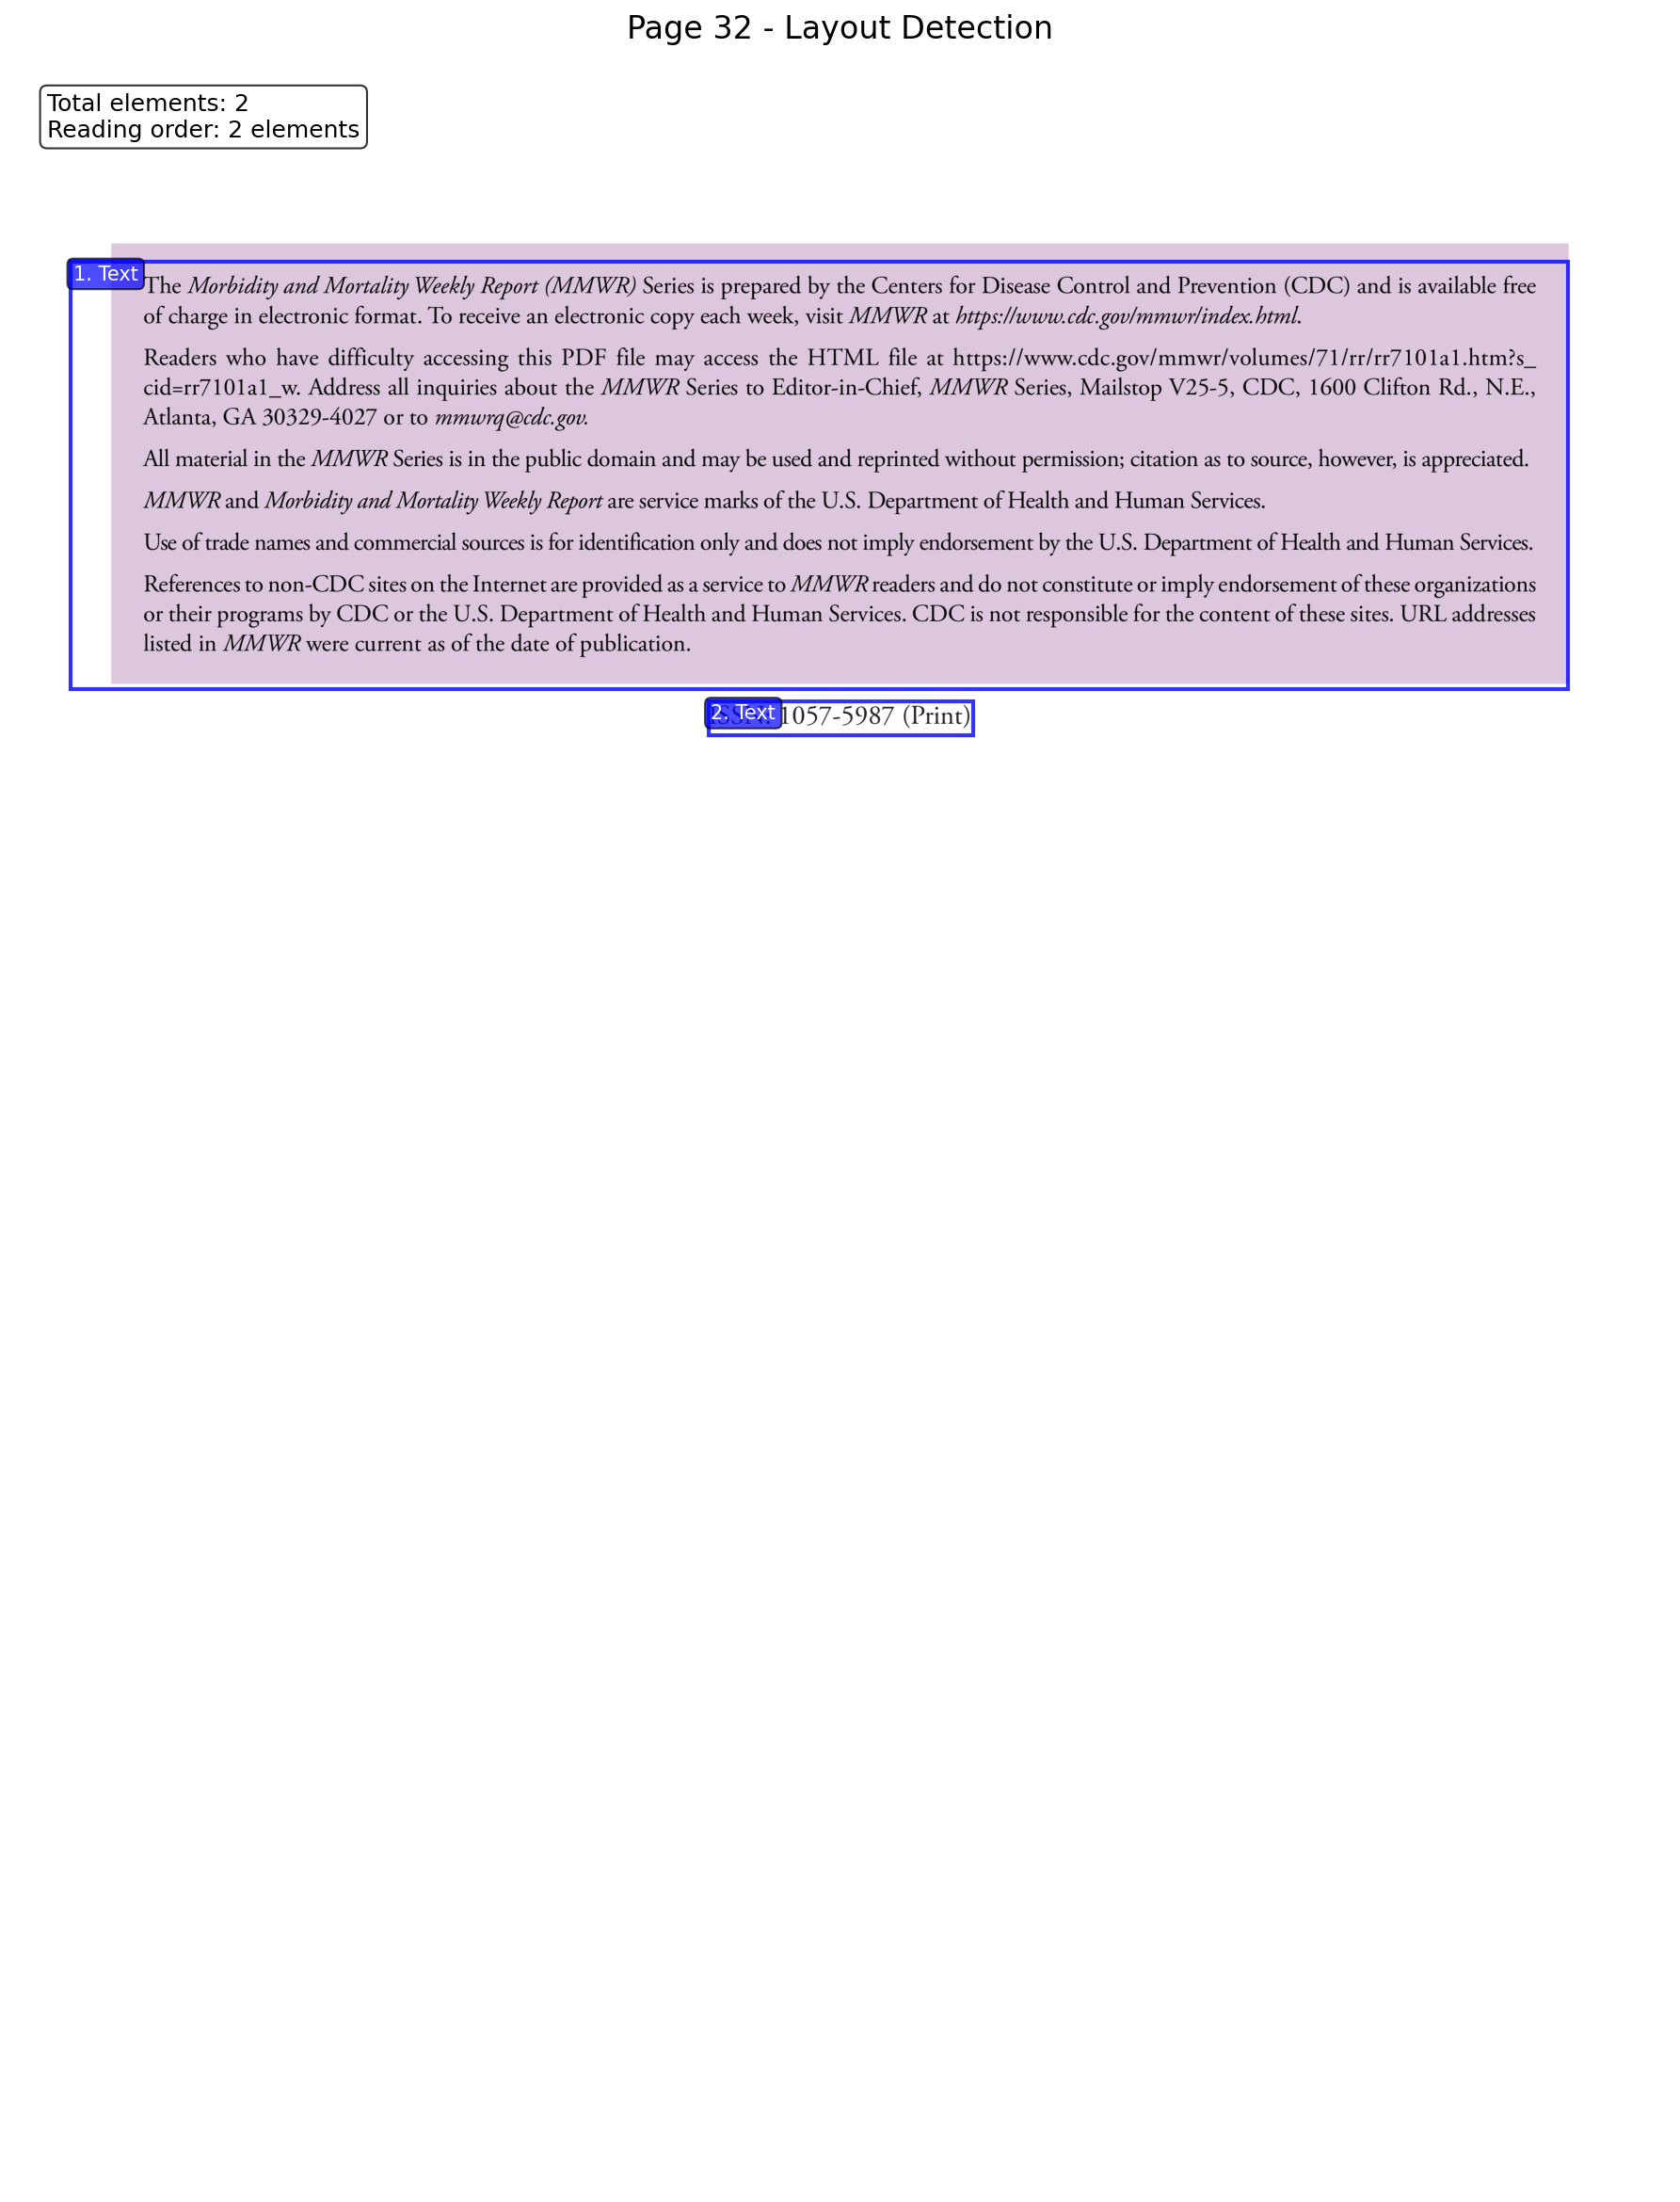 Page 32 - Layout Detection
Total elements: 2
Reading order: 2 elements
1. Text
The Morbidity and Mortality Weekly Report (MMWR) Series is prepared by the Centers for Disease Control and Prevention (CDC) and is available free
of charge in electronic format. To receive an electronic copy each week, visit MMWR at https://www.cdc.gov/mmwr/index.html.
Readers who have difficulty accessing this PDF file may access the HTML file at https://www.cdc.gov/mmwr/volumes/71/rr/rr7101a1.htm?s_
cid=rr7101a1_w. Address all inquiries about the MMWR Series to Editor-in-Chief, MMWR Series, Mailstop V25-5, CDC, 1600 Clifton Rd., N.E.,
Atlanta, GA 30329-4027 or to mmwrq@cdc.gov.
All material in the MMWR Series is in the public domain and may be used and reprinted without permission; citation as to source, however, is appreciated.
MMWR and Morbidity and Mortality Weekly Report are service marks of the U.S. Department of Health and Human Services.
Use of trade names and commercial sources is for identification only and does not imply endorsement by the U.S. Department of Health and Human Services.
References to non-CDC sites on the Internet are provided as a service to MMWR readers and do not constitute or imply endorsement of these organizations
or their programs by CDC or the U.S. Department of Health and Human Services. CDC is not responsible for the content of these sites. URL addresses
listed in MMWR were current as of the date of publication.
2. Text
ISSN: 1057-5987 (Print)